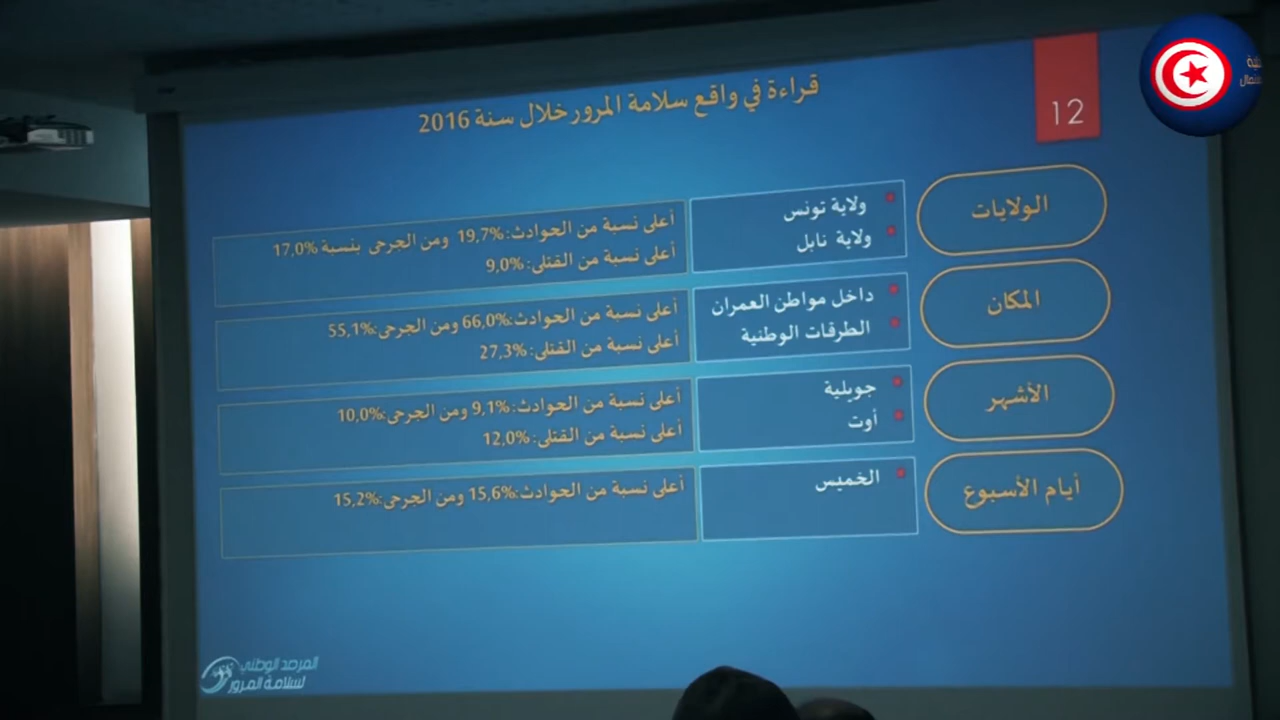 قراءة في واقع سلامة المرور خلال سنة 2016
12
الولايات
ولاية تونس
أعلى نسبة من الحوادث: 19,7% ومن الجرحى بنسبة 17,0%
ولاية نابل
أعلى نسبة من القتلى: 9,0%
المكان
داخل مواطن العمران
أعلى نسبة من الحوادث: 66,0% ومن الجرحى: 55,1%
الطرقات الوطنية
أعلى نسبة من القتلى: 27,3%
الأشهر
جويلية
أعلى نسبة من الحوادث: 9,1% ومن الجرحى: 10,0%
أوت
أعلى نسبة من القتلى: 12,0%
أيام الأسبوع
الخميس
أعلى نسبة من الحوادث: 15,6% ومن الجرحى: 15,2%
المرصد الوطني
لسلامة المرور